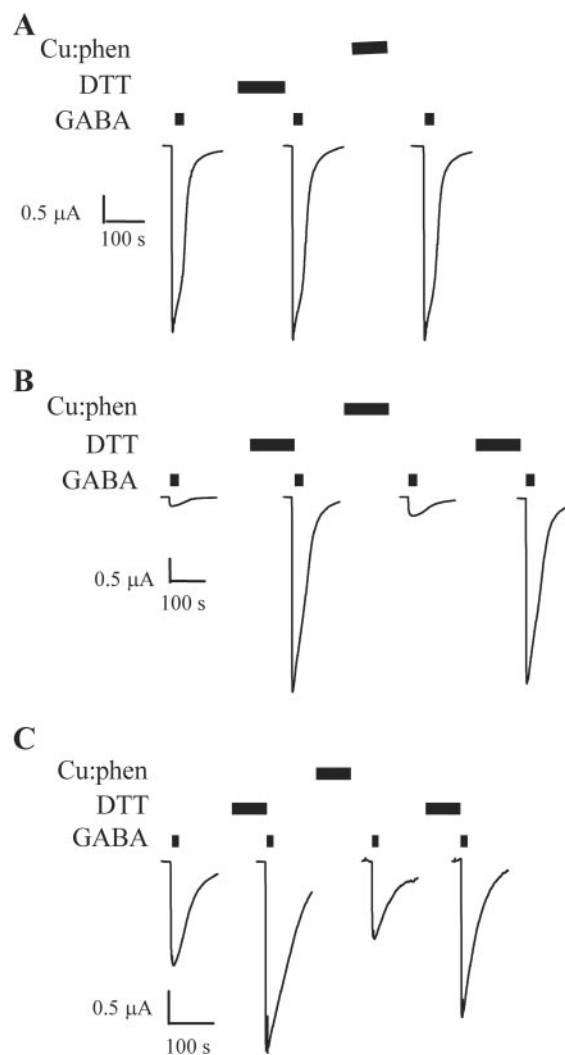 A
Cu:phen
DTT
GABA
0.5 µA
100 s
B
Cu:phen
DTT
GABA
0.5 µA
100 s
C
Cu:phen
DTT
GABA
0.5 µA
100 s